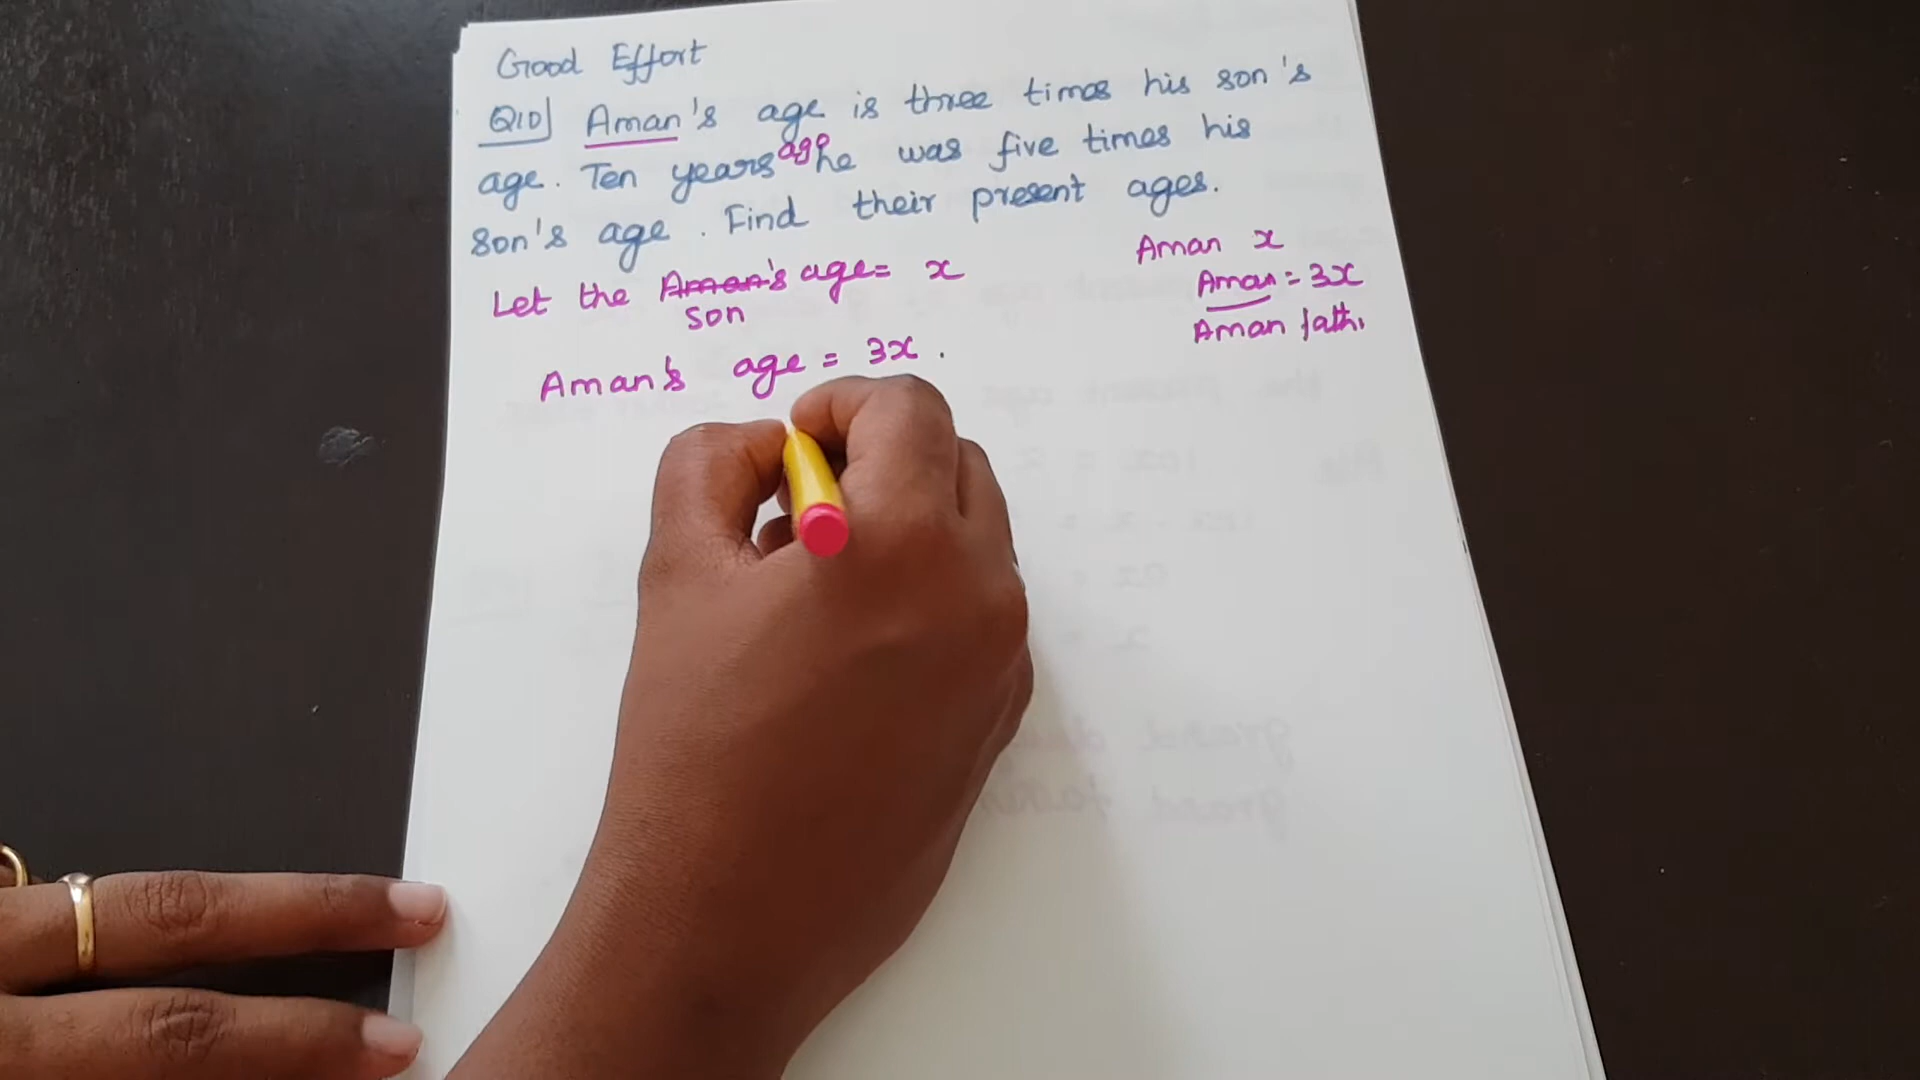 Good Effort
Q10] Aman's age is three times his son's
age. Ten years ago he was five times his
son's age. Find their present ages.
Let the Aman's age = x
son
Aman's age = 3x.
Aman x
Aman = 3x
Aman fath